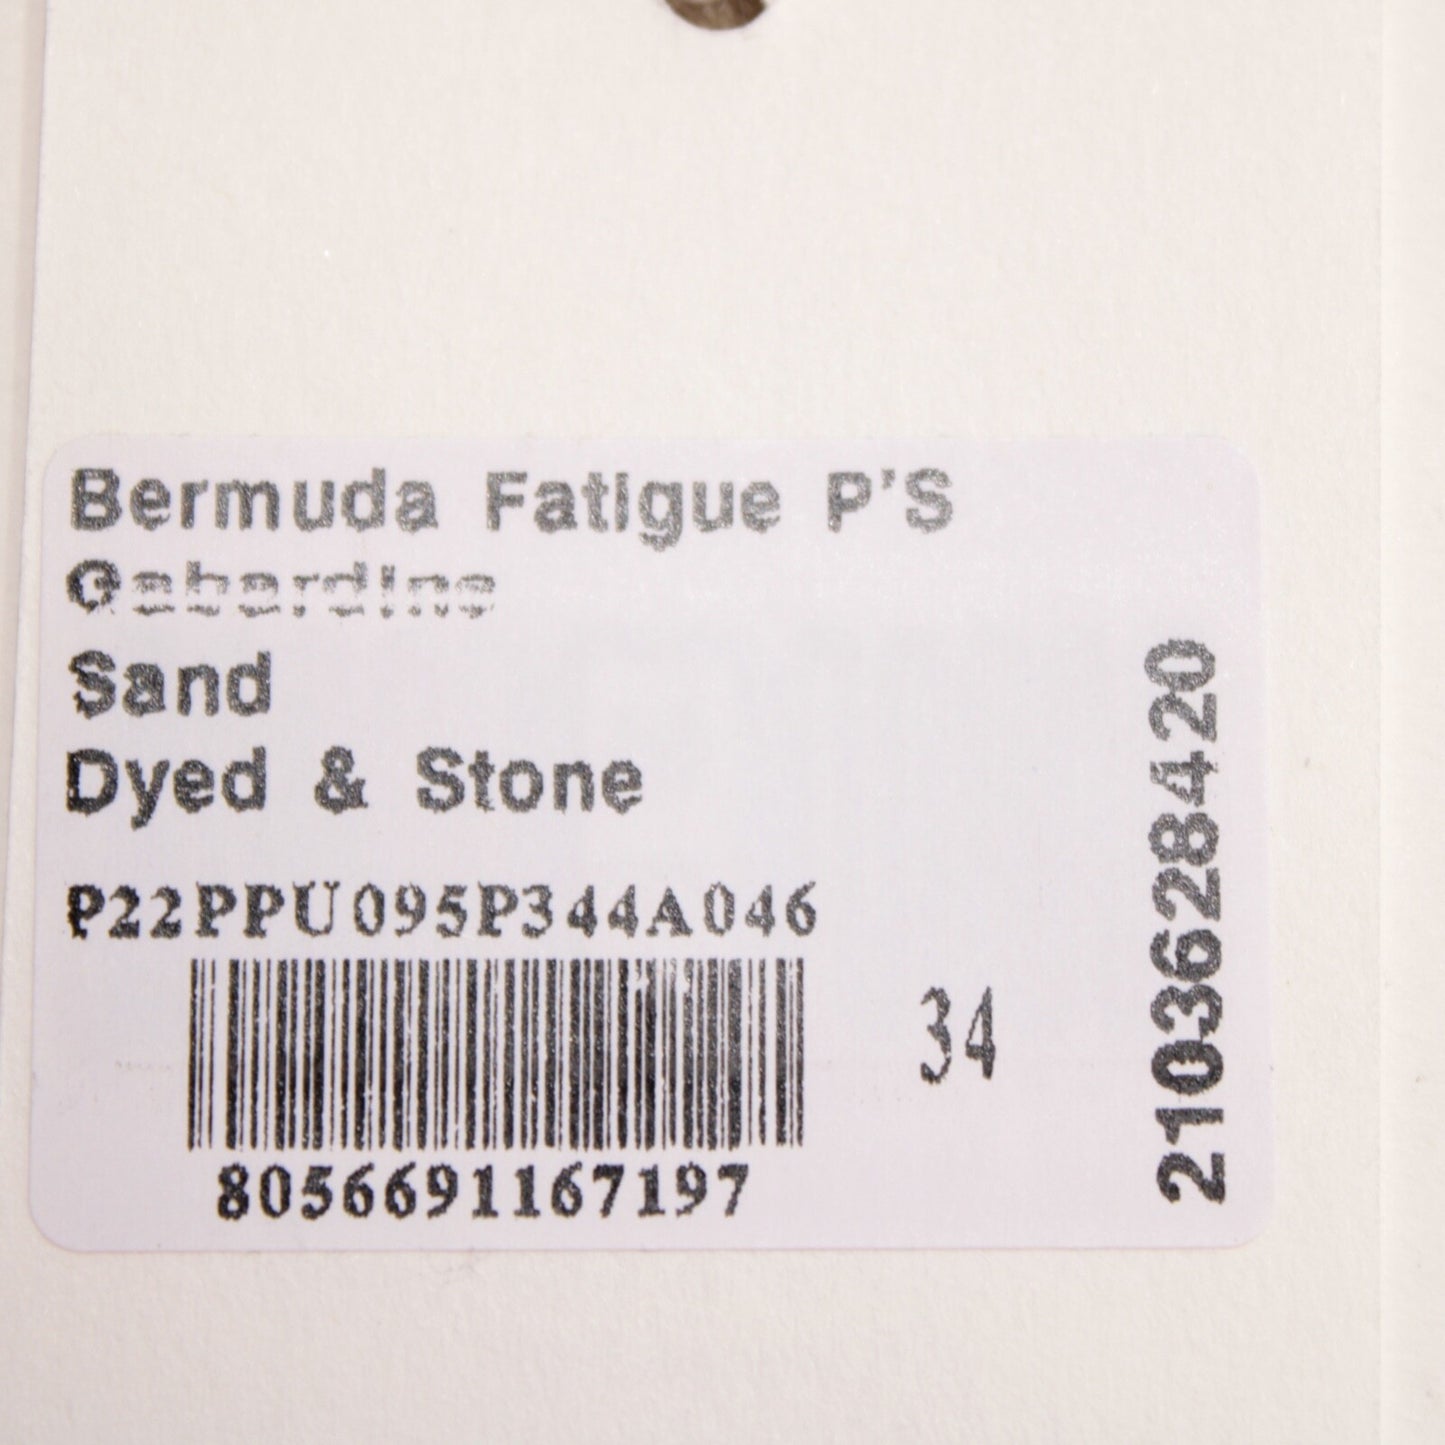 Bermuda Fatigue P'S
Gabardine
Sand
Dyed & Stone
P22PPU095P344A046
34
8056691167197
2103628420